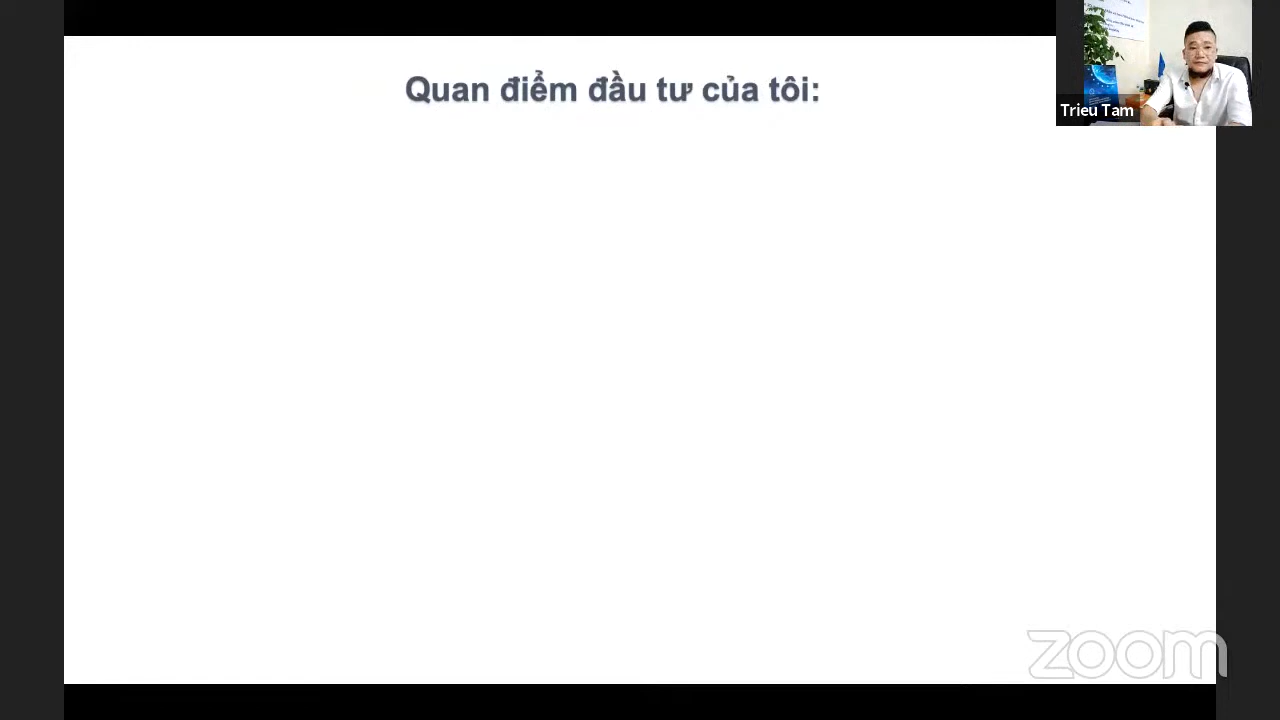 Quan điểm đầu tư của tôi:
Trieu Tam
zoom